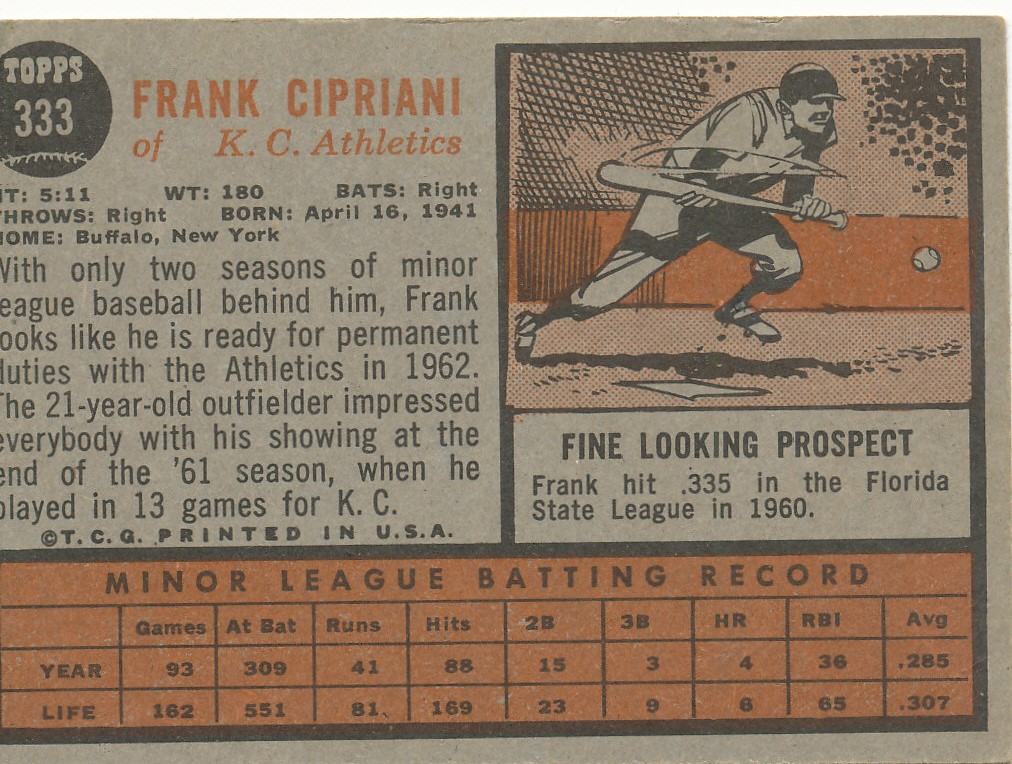 TOPPS
333
FRANK CIPRIANI
of K. C. Athletics
HT: 5:11 WT: 180 BATS: Right
THROWS: Right BORN: April 16, 1941
HOME: Buffalo, New York
With only two seasons of minor
league baseball behind him, Frank
looks like he is ready for permanent
duties with the Athletics in 1962.
The 21-year-old outfielder impressed
everybody with his showing at the
end of the '61 season, when he
played in 13 games for K. C.
©T. C. G. PRINTED IN U.S.A.
FINE LOOKING PROSPECT
Frank hit .335 in the Florida
State League in 1960.
MINOR LEAGUE BATTING RECORD
Games At Bat Runs Hits 2B 3B HR RBI Avg
YEAR 93 309 41 88 15 3 4 36 .285
LIFE 162 551 81 169 23 9 6 65 .307